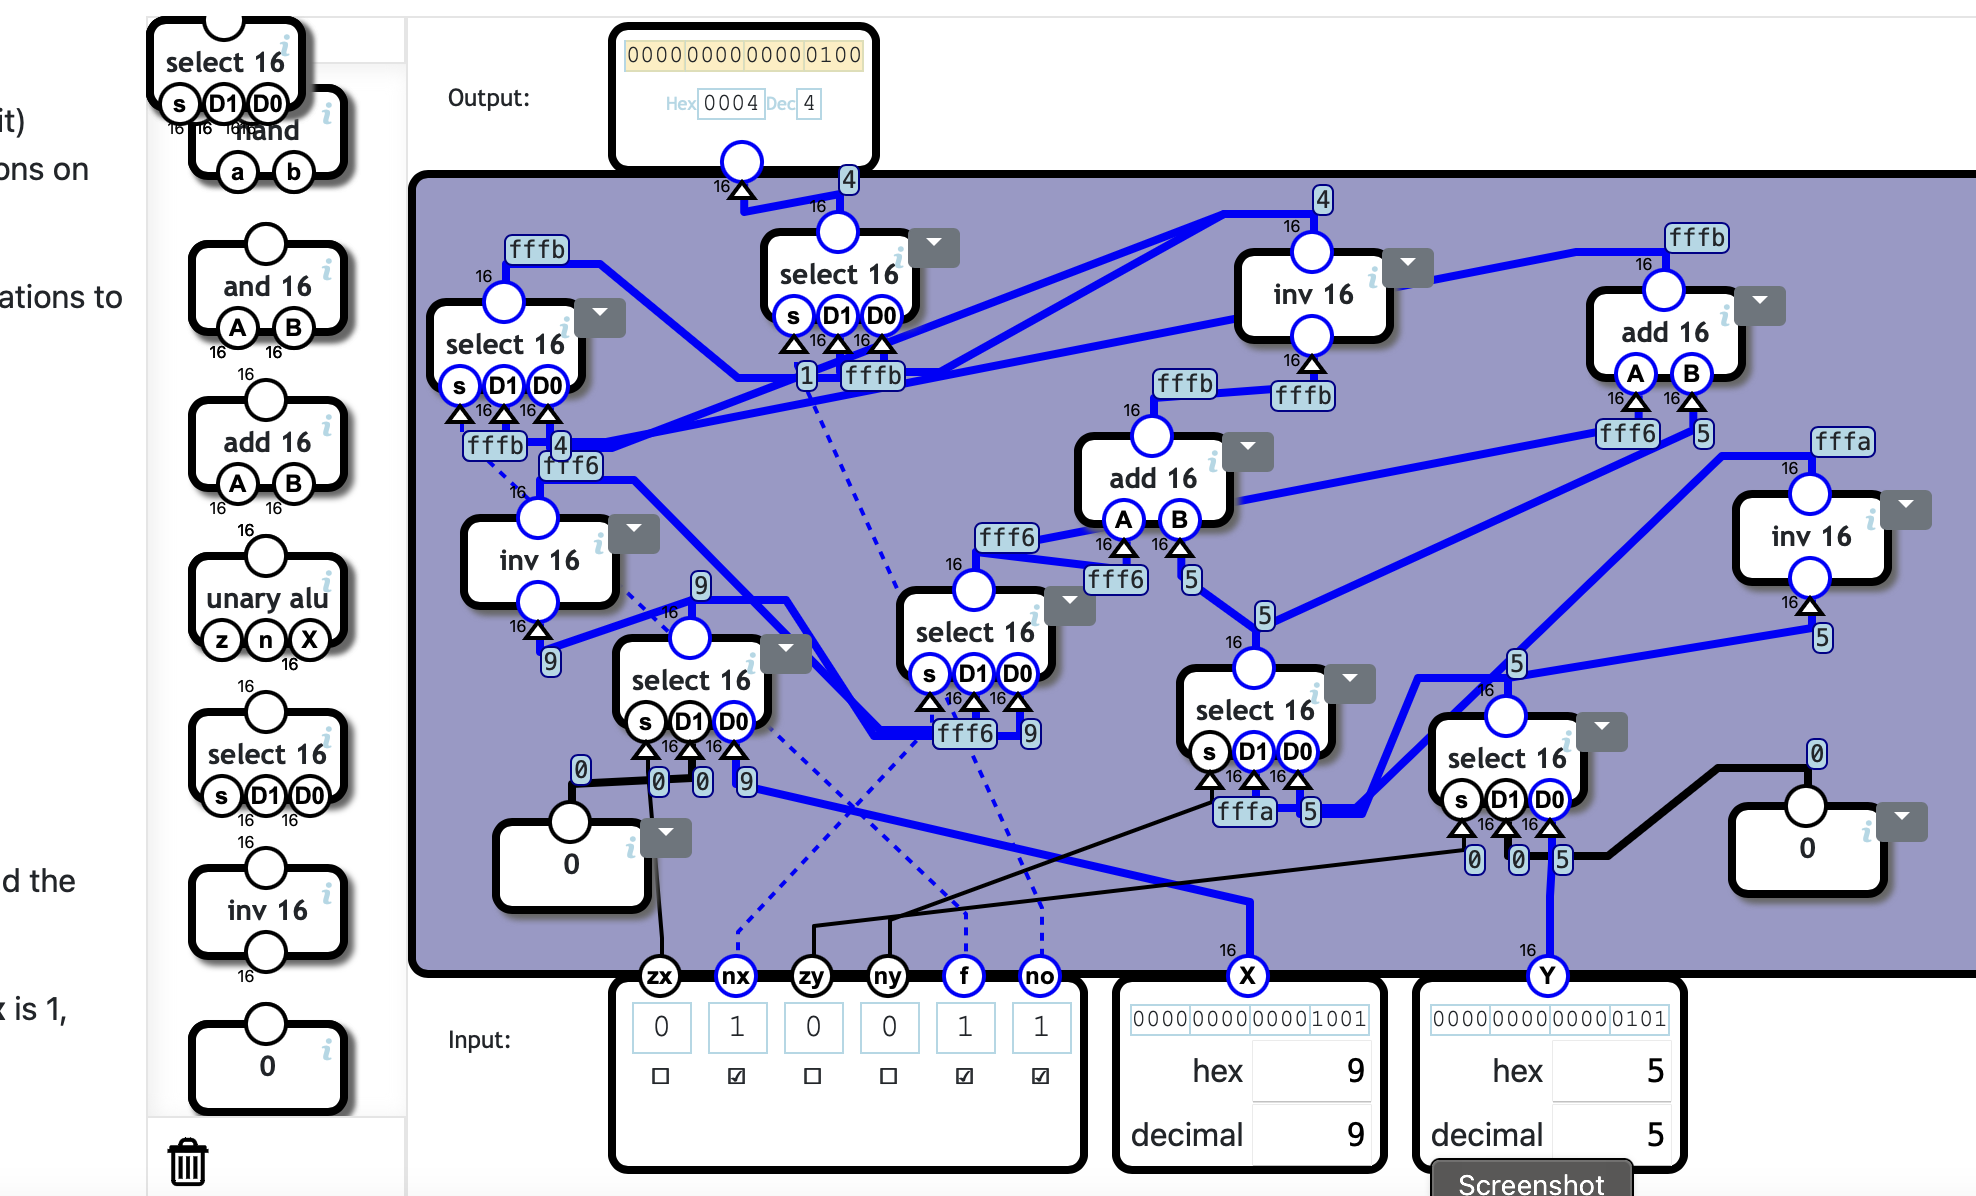 it)
ons on
ations to
d the
x is 1,
select 16
s D1 D0
16 16 16
nand
a b
and 16
A B
16 16
16
add 16
A B
16 16
16
unary alu
z n X
16
16
select 16
s D1 D0
16 16
16
inv 16
16
0
Output:
0000 0000 0000 0100
Hex 0004 Dec 4
16
4
16
select 16
s D1 D0
16 16
1 fffb
fffb
16
select 16
s D1 D0
16 16
fffb 4
4
16
inv 16
16
fffb
fffb
16
add 16
A B
16 16
fff6 5
fffb
16
add 16
A B
16 16
fff6 5
fffa
16
inv 16
16
5
fff6
16
inv 16
16
9
9
16
select 16
s D1 D0
16 16
0 0 9
fff6
16
select 16
s D1 D0
16 16
fff6 9
5
16
select 16
s D1 D0
16 16
fffa 5
5
16
select 16
s D1 D0
16 16
0 0 5
0
0
0
0
16
16
Input:
zx nx zy ny f no
0 1 0 0 1 1
X
0000 0000 0000 1001
hex 9
decimal 9
Y
0000 0000 0000 0101
hex 5
decimal 5
Screenshot